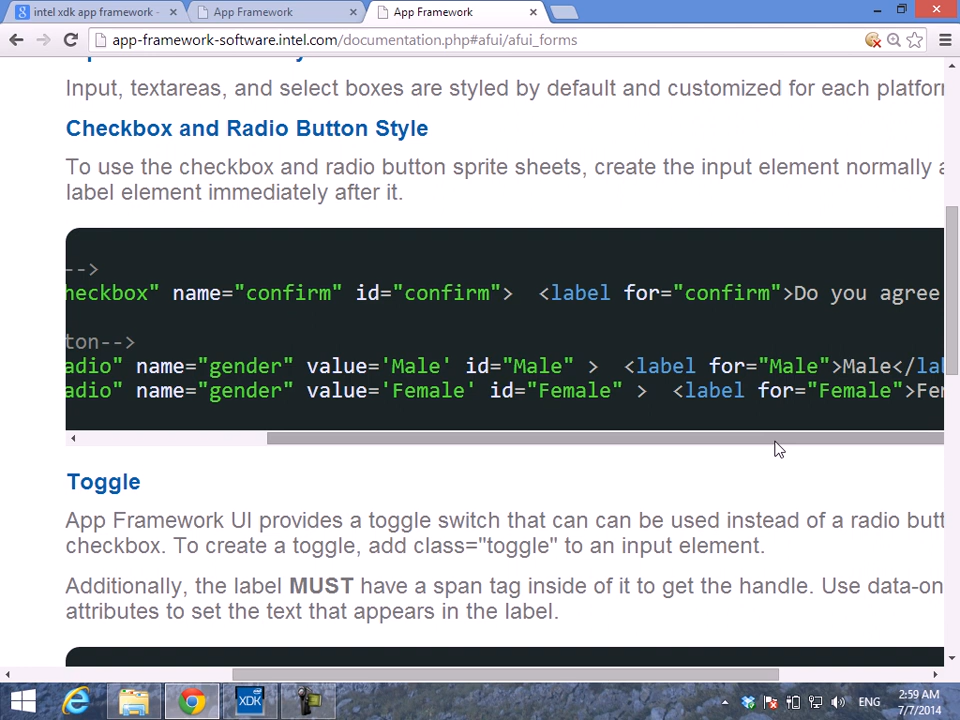 intel xdk app framework -
App Framework
App Framework
app-framework-software.intel.com/documentation.php#afui/afui_forms
Input, textareas, and select boxes are styled by default and customized for each platform
Checkbox and Radio Button Style
To use the checkbox and radio button sprite sheets, create the input element normally a
label element immediately after it.
-->
heckbox" name="confirm" id="confirm"> <label for="confirm">Do you agree
ton-->
adio" name="gender" value='Male' id="Male" > <label for="Male">Male</lab
adio" name="gender" value='Female' id="Female" > <label for="Female">Fem
Toggle
App Framework UI provides a toggle switch that can can be used instead of a radio butt
checkbox. To create a toggle, add class="toggle" to an input element.
Additionally, the label MUST have a span tag inside of it to get the handle. Use data-on
attributes to set the text that appears in the label.
XDK
ENG
2:59 AM
7/7/2014